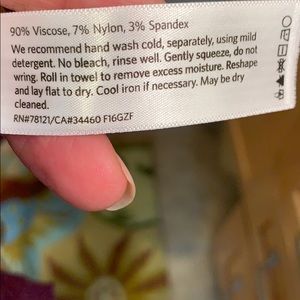 90% Viscose, 7% Nylon, 3% Spandex
We recommend hand wash cold, separately, using mild
detergent. No bleach, rinse well. Gently squeeze, do not
wring. Roll in towel to remove excess moisture. Reshape
and lay flat to dry. Cool iron if necessary. May be dry
cleaned.
RN#78121/CA#34460 F16GZF